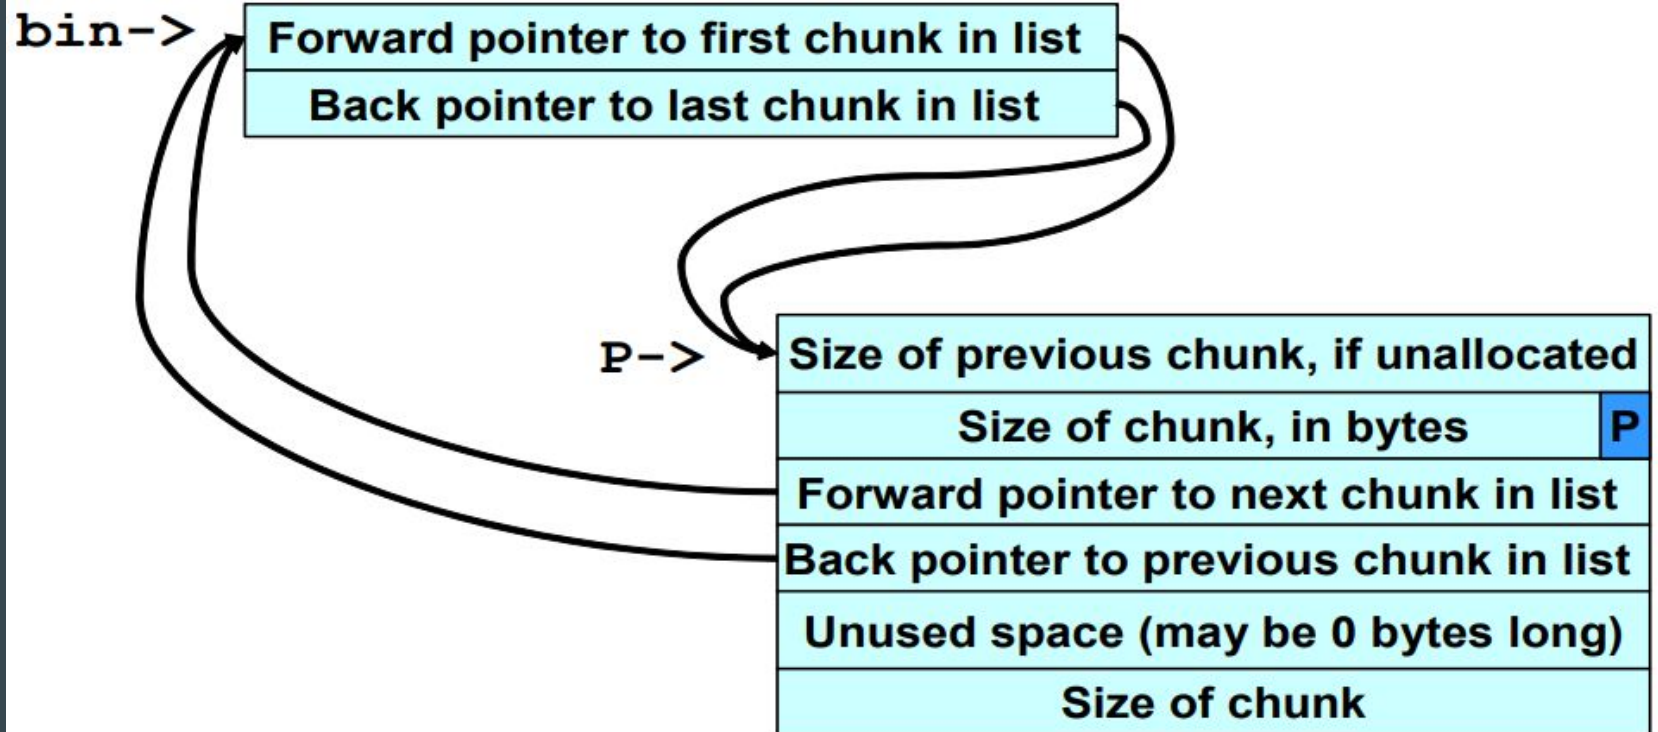 bin->
Forward pointer to first chunk in list
Back pointer to last chunk in list
P->
Size of previous chunk, if unallocated
Size of chunk, in bytes P
Forward pointer to next chunk in list
Back pointer to previous chunk in list
Unused space (may be 0 bytes long)
Size of chunk